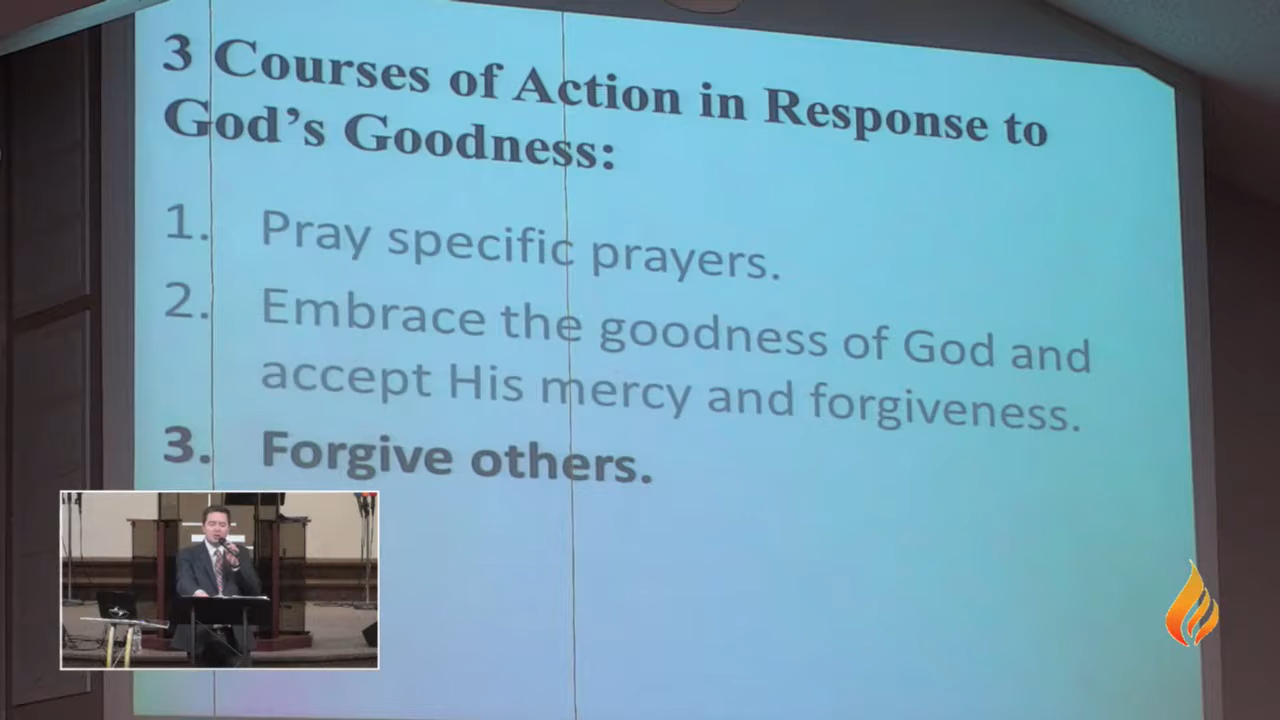 3 Courses of Action in Response to
God's Goodness:
1. Pray specific prayers.
2. Embrace the goodness of God and
accept His mercy and forgiveness.
3. Forgive others.